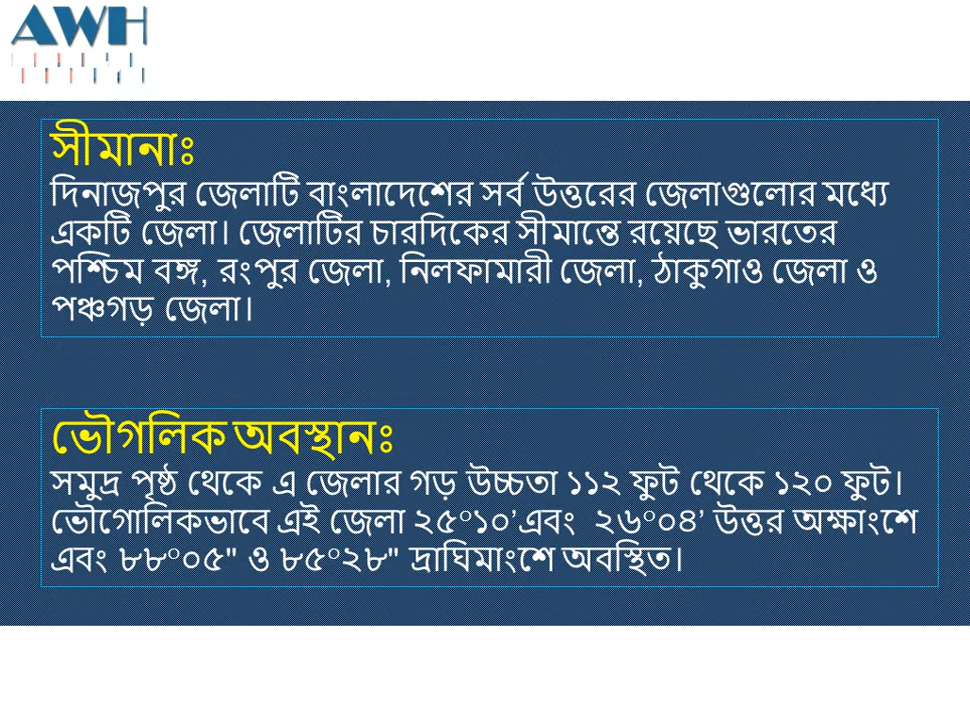 AWH
সীমানাঃ
দিনাজপুর জেলাটি বাংলাদেশের সর্ব উত্তরের জেলাগুলোর মধ্যে
একটি জেলা। জেলাটির চারদিকের সীমান্তে রয়েছে ভারতের
পশ্চিম বঙ্গ, রংপুর জেলা, নিলফামারী জেলা, ঠাকুগাও জেলা ও
পঞ্চগড় জেলা।
ভৌগলিক অবস্থানঃ
সমুদ্র পৃষ্ঠ থেকে এ জেলার গড় উচ্চতা ১১২ ফুট থেকে ১২০ ফুট।
ভৌগোলিকভাবে এই জেলা ২৫°১০’এবং ২৬°০৪’ উত্তর অক্ষাংশে
এবং ৮৮°০৫" ও ৮৫°২৮" দ্রাঘিমাংশে অবস্থিত।